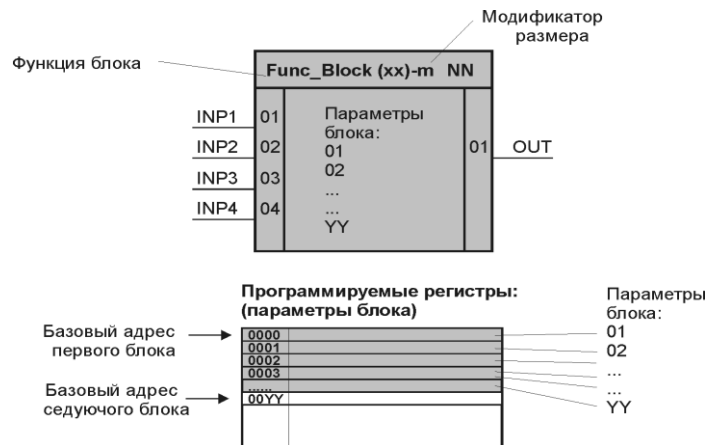 Модификатор
размера
Функция блока
Func_Block (xx)-m NN
INP1 01
INP2 02
INP3 03
INP4 04
Параметры
блока:
01
02
...
...
YY
01 OUT
Программируемые регистры:
(параметры блока)
Параметры
блока:
01
02
...
...
YY
Базовый адрес
первого блока
Базовый адрес
седуючого блока
0000
0001
0002
0003
......
00YY